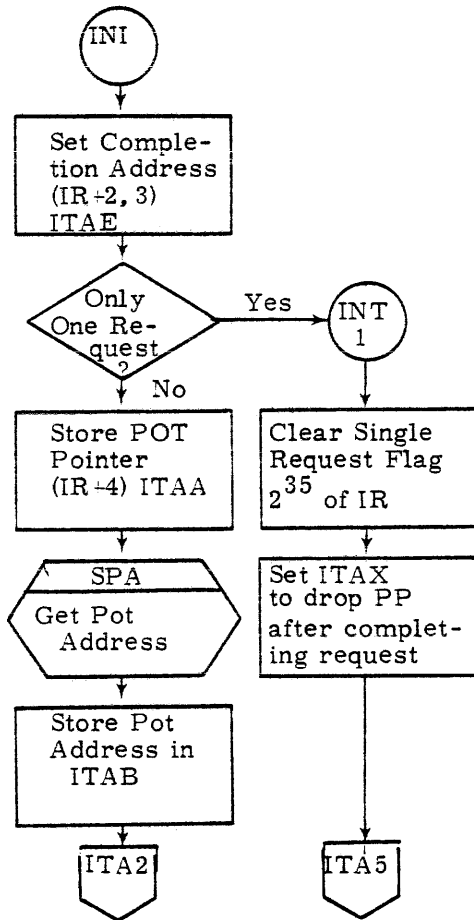 INI
Set Comple-
tion Address
(IR+2, 3)
ITAE
Only
One Re-
quest
?
Yes
INT
1
No
Store POT
Pointer
(IR+4) ITAA
Clear Single
Request Flag
2^35 of IR
SPA
Get Pot
Address
Set ITAX
to drop PP
after complet-
ing request
Store Pot
Address in
ITAB
ITA2
ITA5